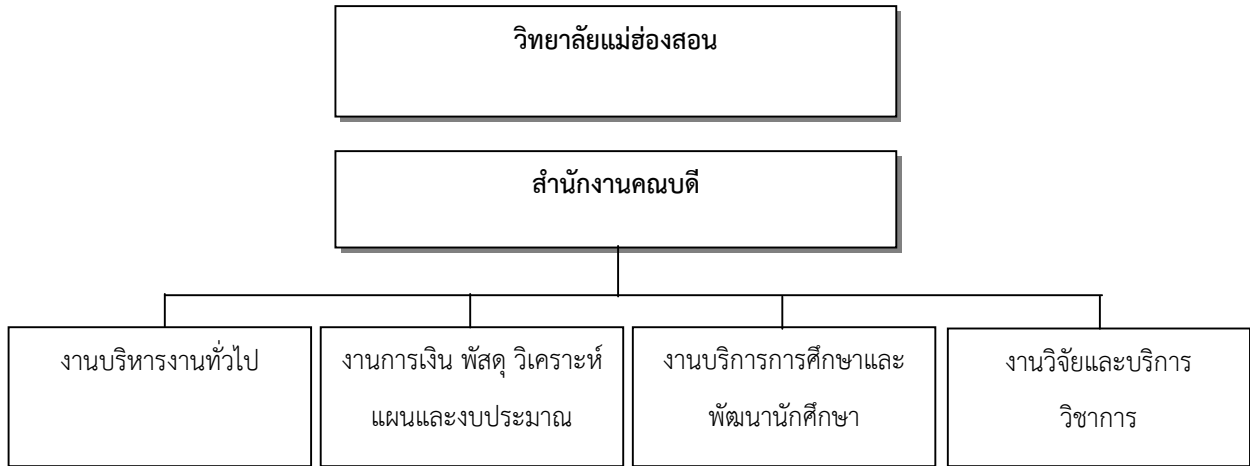 วิทยาลัยแม่ฮ่องสอน
สำนักงานคณบดี
งานบริหารงานทั่วไป
งานการเงิน พัสดุ วิเคราะห์
แผนและงบประมาณ
งานบริการการศึกษาและ
พัฒนานักศึกษา
งานวิจัยและบริการ
วิชาการ